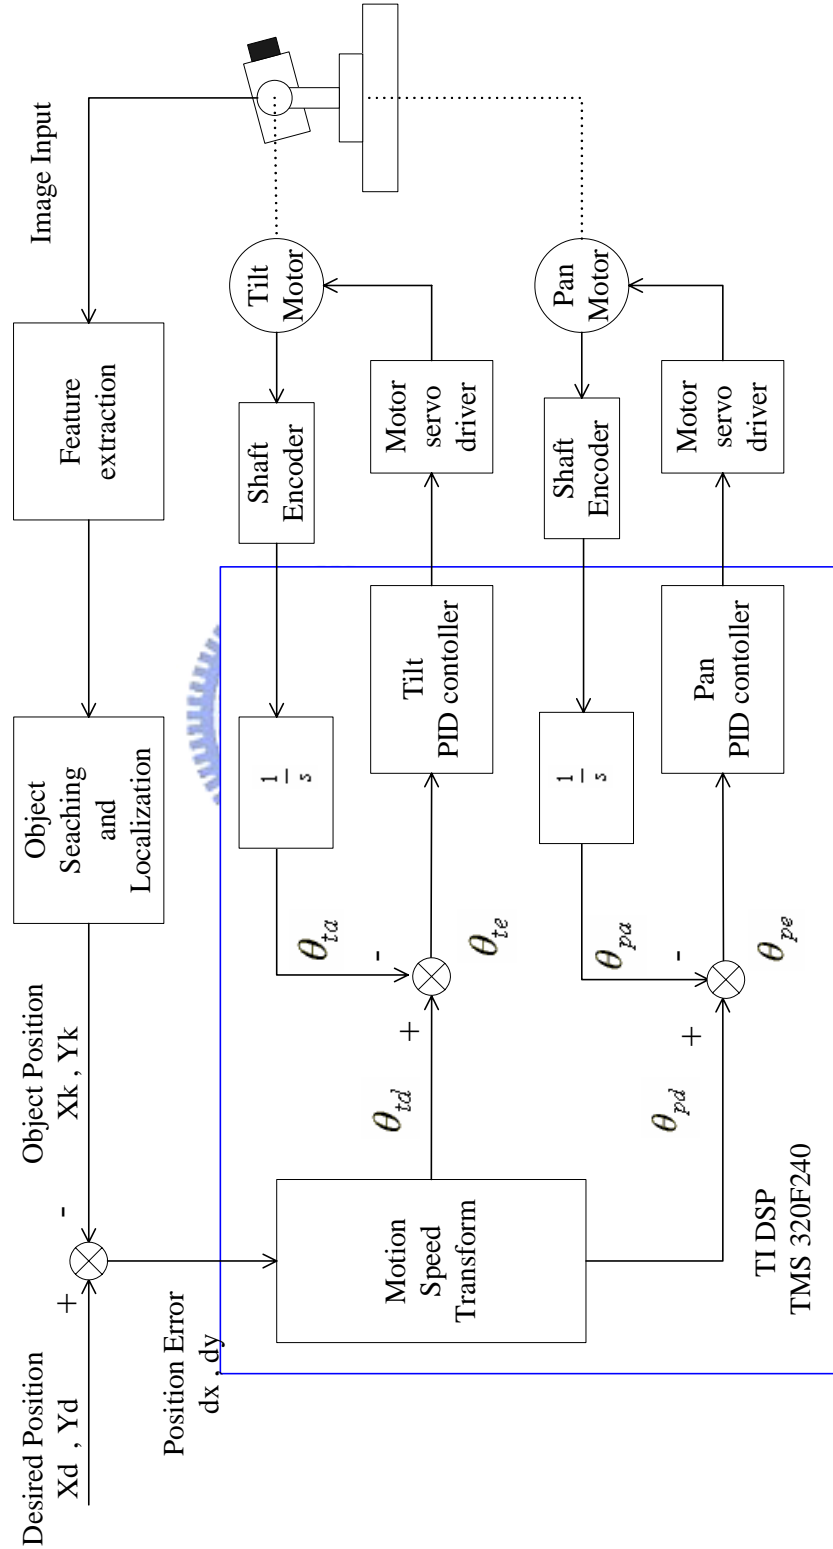 Desired Position
Xd , Yd
+
-
Object Position
Xk , Yk
Object
Seaching
and
Localization
Feature
extraction
Image Input
Position Error
dx , dy
Motion
Speed
Transform
θtd
+
-
θta
θte
1
s
Tilt
PID contoller
Shaft
Encoder
Motor
servo
driver
Tilt
Motor
θpd
+
-
θpa
θpe
1
s
Pan
PID contoller
Shaft
Encoder
Motor
servo
driver
Pan
Motor
TI DSP
TMS 320F240